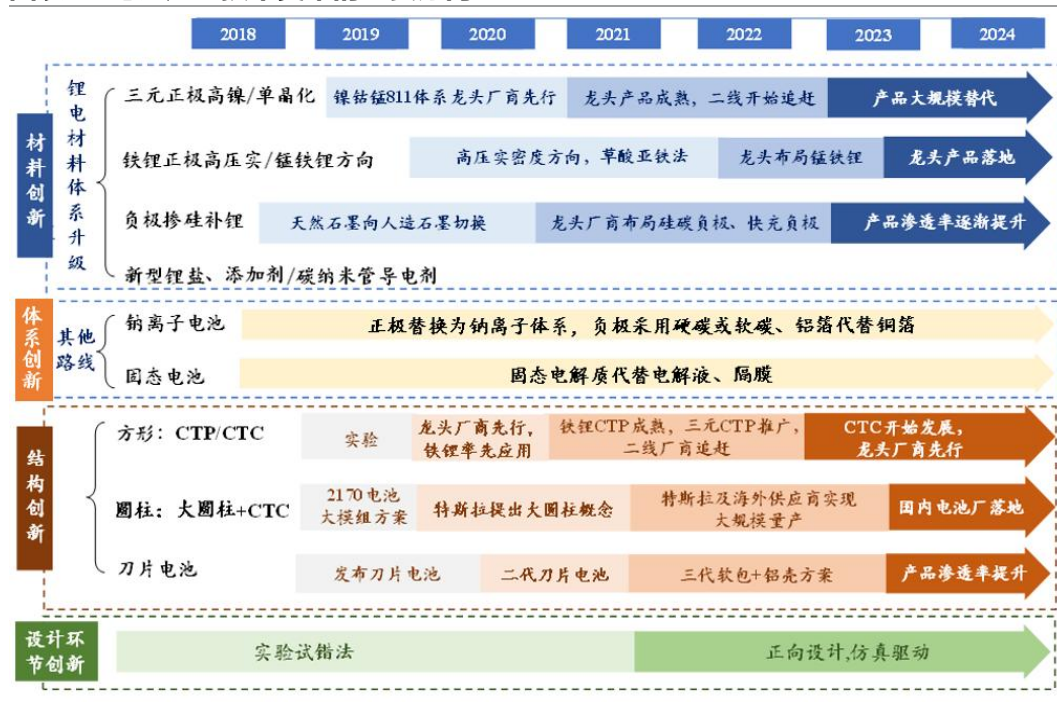 2018 2019 2020 2021 2022 2023 2024
材料创新
锂电材料体系升级
三元正极高镍/单晶化 镍钴锰811体系龙头厂商先行 龙头产品成熟，二线开始追赶 产品大规模替代
铁锂正极高压实/锰铁锂方向 高压实密度方向，草酸亚铁法 龙头布局锰铁锂 龙头产品落地
负极掺硅补锂 天然石墨向人造石墨切换 龙头厂商布局硅碳负极、快充负极 产品渗透率逐渐提升
新型锂盐、添加剂/碳纳米管导电剂
体系创新
其他
路线
钠离子电池 正极替换为钠离子体系，负极采用硬碳或软碳、铝箔代替铜箔
固态电池 固态电解质代替电解液、隔膜
结构创新
方形：CTP/CTC 实验
龙头厂商先行，
铁锂率先应用
铁锂CTP成熟，三元CTP推广，
二线厂商追赶
CTC开始发展，
龙头厂商先行
圆柱：大圆柱+CTC
2170电池
大模组方案
特斯拉提出大圆柱概念
特斯拉及海外供应商实现
大规模量产
国内电池厂落地
刀片电池 发布刀片电池 二代刀片电池 三代软包+铝壳方案 产品渗透率提升
设计环
节创新
实验试错法 正向设计,仿真驱动